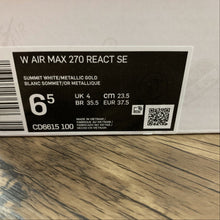 W AIR MAX 270 REACT SE
SUMMIT WHITE/METALLIC GOLD
BLANC SOMMET/OR METALLIQUE
6.5
UK 4 cm 23.5
BR 35.5 EUR 37.5
CD6615 100